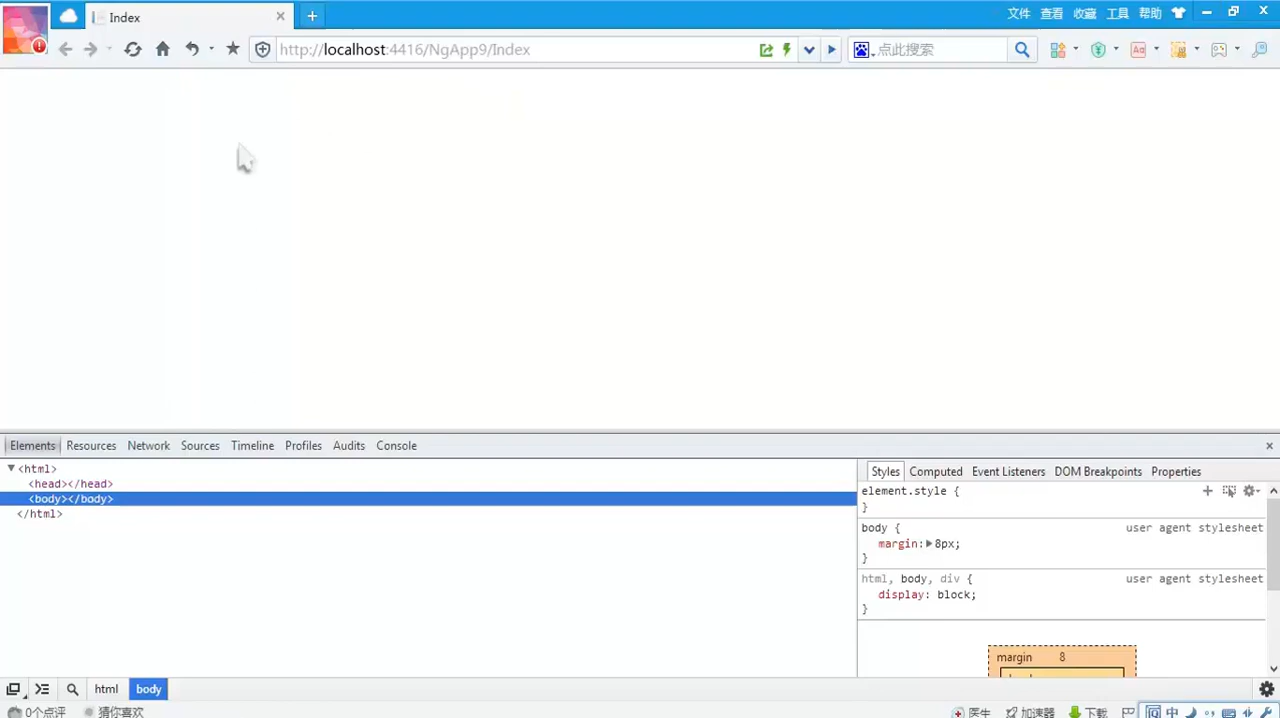 Index
文件 查看 收藏 工具 帮助
http://localhost:4416/NgApp9/Index
点此搜索
Elements Resources Network Sources Timeline Profiles Audits Console
<html>
<head></head>
<body></body>
</html>
Styles Computed Event Listeners DOM Breakpoints Properties
element.style {
}
body { user agent stylesheet
margin: 8px;
}
html, body, div { user agent stylesheet
display: block;
}
margin 8
html body
0个点评 猜你喜欢
医生 加速器 下载 中